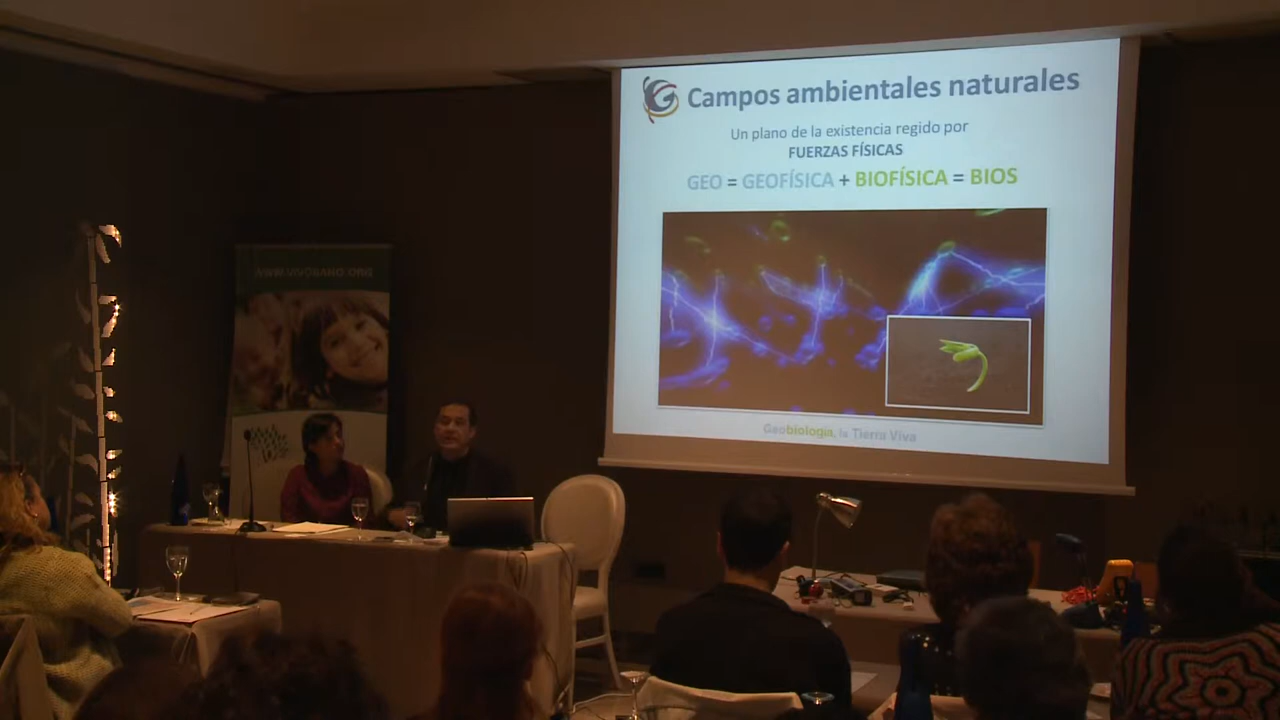 Campos ambientales naturales
Un plano de la existencia regido por
FUERZAS FÍSICAS
GEO = GEOFÍSICA + BIOFÍSICA = BIOS
Geobiología, la Tierra Viva